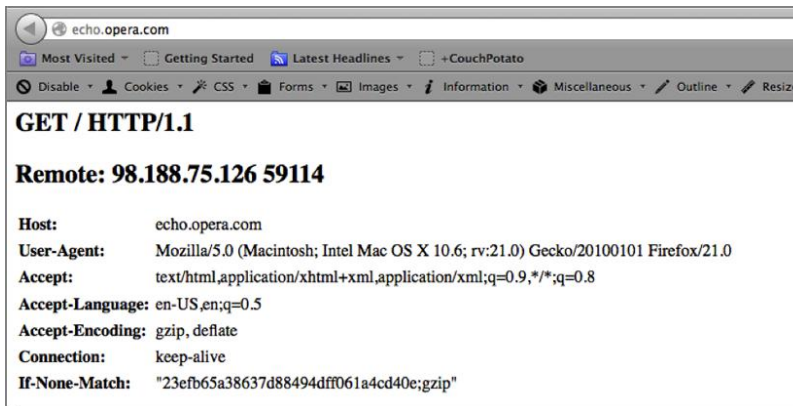 echo.opera.com
Most Visited Getting Started Latest Headlines +CouchPotato
Disable Cookies CSS Forms Images Information Miscellaneous Outline Resize
GET / HTTP/1.1
Remote: 98.188.75.126 59114
Host: echo.opera.com
User-Agent: Mozilla/5.0 (Macintosh; Intel Mac OS X 10.6; rv:21.0) Gecko/20100101 Firefox/21.0
Accept: text/html,application/xhtml+xml,application/xml;q=0.9,*/*;q=0.8
Accept-Language: en-US,en;q=0.5
Accept-Encoding: gzip, deflate
Connection: keep-alive
If-None-Match: "23efb65a38637d88494dff061a4cd40e;gzip"